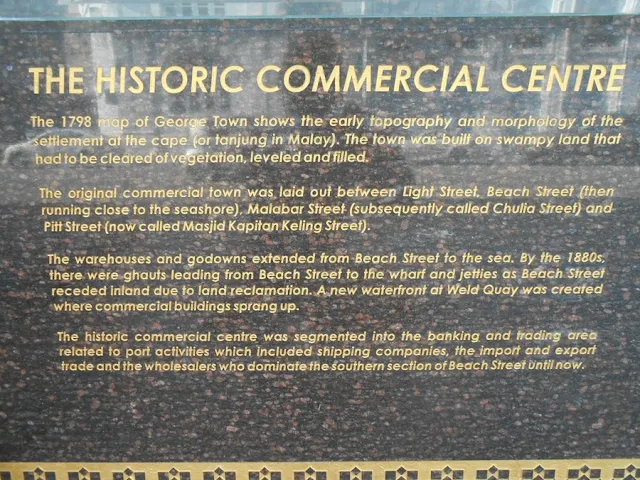 THE HISTORIC COMMERCIAL CENTRE
The 1798 map of George Town shows the early topography and morphology of the
settlement at the cape (or tanjung in Malay). The town was built on swampy land that
had to be cleared of vegetation, leveled and filled.
The original commercial town was laid out between Light Street, Beach Street (then
running close to the seashore), Malabar Street (subsequently called Chulia Street) and
Pitt Street (now called Masjid Kapitan Keling Street).
The warehouses and godowns extended from Beach Street to the sea. By the 1880s,
there were ghauts leading from Beach Street to the wharf and jetties as Beach Street
receded inland due to land reclamation. A new waterfront at Weld Quay was created
where commercial buildings sprang up.
The historic commercial centre was segmented into the banking and trading area
related to port activities which included shipping companies, the import and export
trade and the wholesalers who dominate the southern section of Beach Street until now.